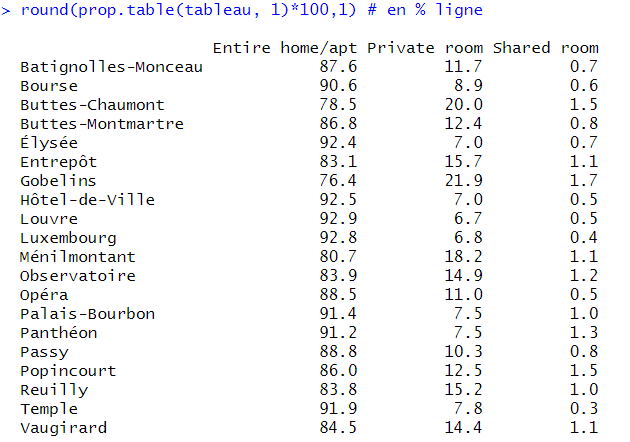 > round(prop.table(tableau, 1)*100,1) # en % ligne
Entire home/apt Private room Shared room
Batignolles-Monceau 87.6 11.7 0.7
Bourse 90.6 8.9 0.6
Buttes-Chaumont 78.5 20.0 1.5
Buttes-Montmartre 86.8 12.4 0.8
Élysée 92.4 7.0 0.7
Entrepôt 83.1 15.7 1.1
Gobelins 76.4 21.9 1.7
Hôtel-de-Ville 92.5 7.0 0.5
Louvre 92.9 6.7 0.5
Luxembourg 92.8 6.8 0.4
Ménilmontant 80.7 18.2 1.1
Observatoire 83.9 14.9 1.2
Opéra 88.5 11.0 0.5
Palais-Bourbon 91.4 7.5 1.0
Panthéon 91.2 7.5 1.3
Passy 88.8 10.3 0.8
Popincourt 86.0 12.5 1.5
Reuilly 83.8 15.2 1.0
Temple 91.9 7.8 0.3
Vaugirard 84.5 14.4 1.1